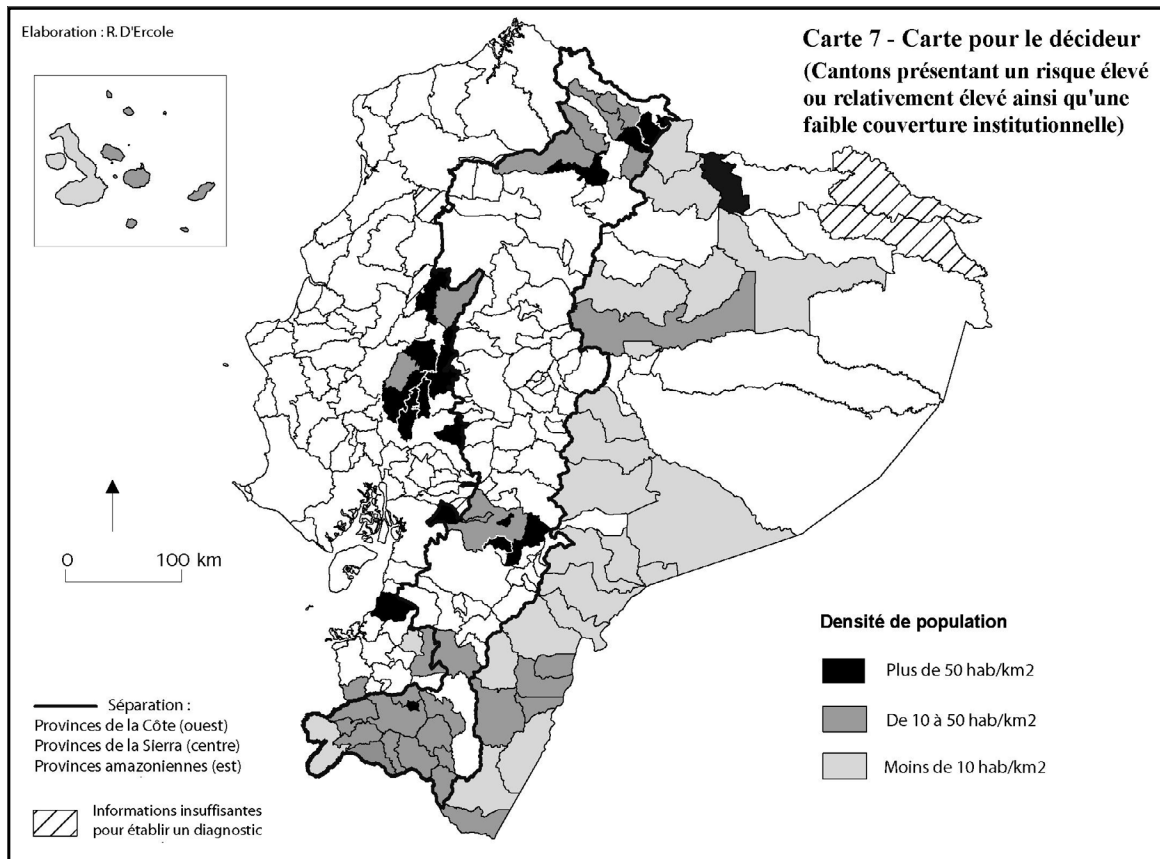 Elaboration : R. D'Ercole
Carte 7 - Carte pour le décideur
(Cantons présentant un risque élevé
ou relativement élevé ainsi qu'une
faible couverture institutionnelle)
0 100 km
Densité de population
Plus de 50 hab/km2
De 10 à 50 hab/km2
Moins de 10 hab/km2
Séparation :
Provinces de la Côte (ouest)
Provinces de la Sierra (centre)
Provinces amazoniennes (est)
Informations insuffisantes
pour établir un diagnostic